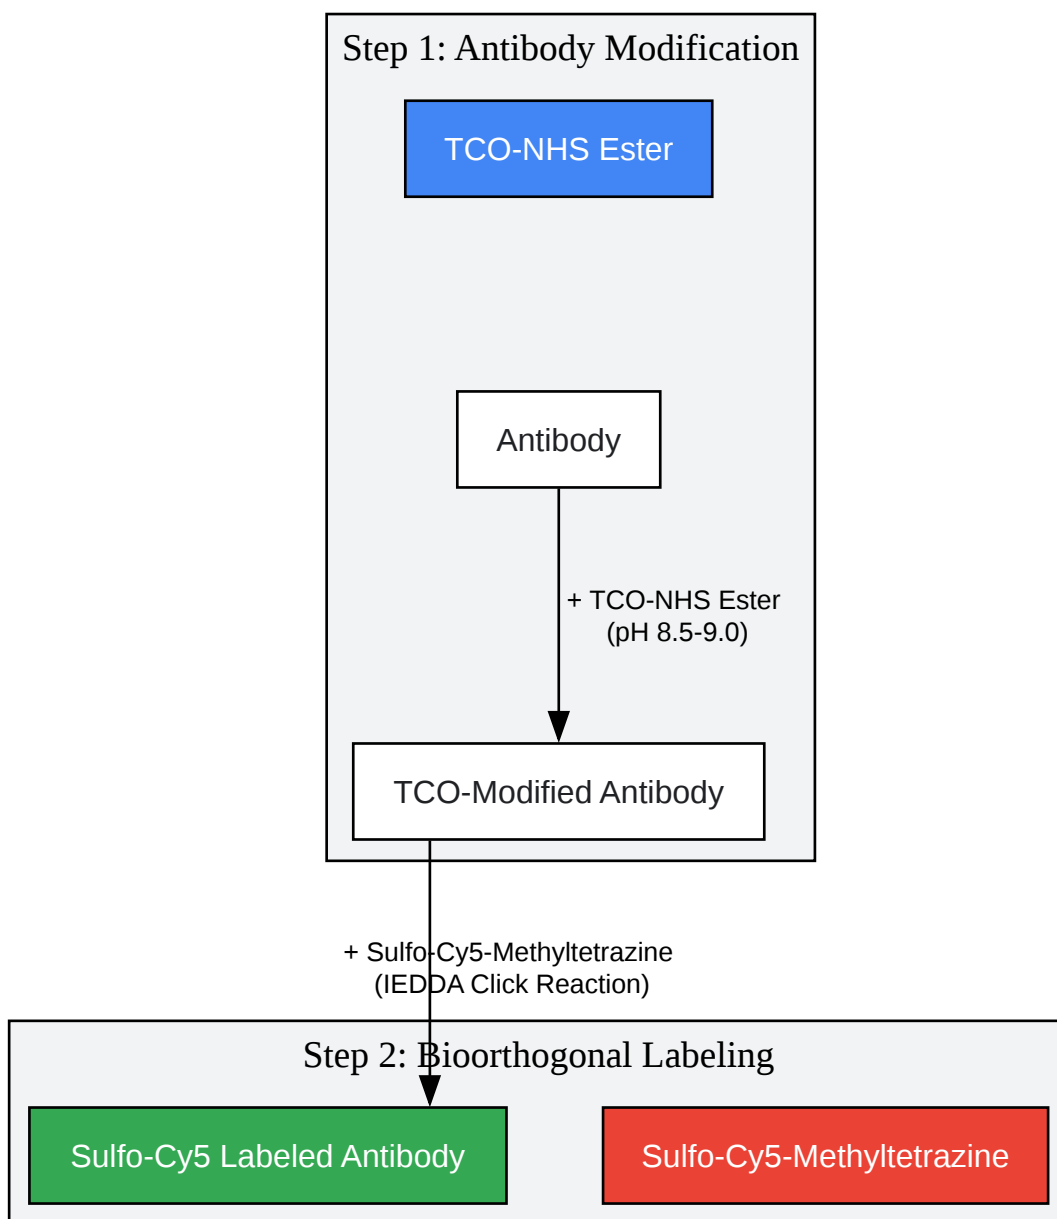 Step 1: Antibody Modification
TCO-NHS Ester
Antibody
+ TCO-NHS Ester
(pH 8.5-9.0)
TCO-Modified Antibody
+ Sulfo-Cy5-Methyltetrazine
(IEDDA Click Reaction)
Step 2: Bioorthogonal Labeling
Sulfo-Cy5 Labeled Antibody
Sulfo-Cy5-Methyltetrazine